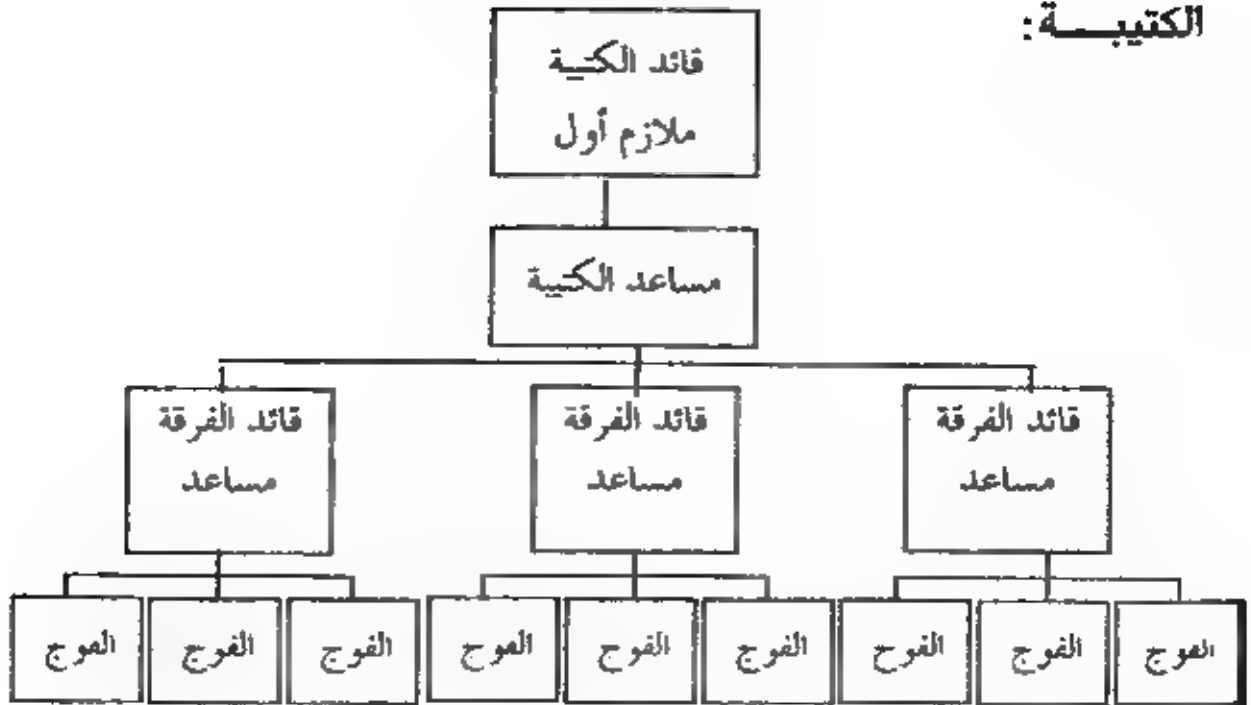 الكتيبـــة:
قائد الكتيبة
ملازم أول
مساعد الكتيبة
قائد الفرقة
مساعد
قائد الفرقة
مساعد
قائد الفرقة
مساعد
الفوج
الفوج
الفوج
الفوج
الفوج
الفوج
الفوج
الفوج
الفوج